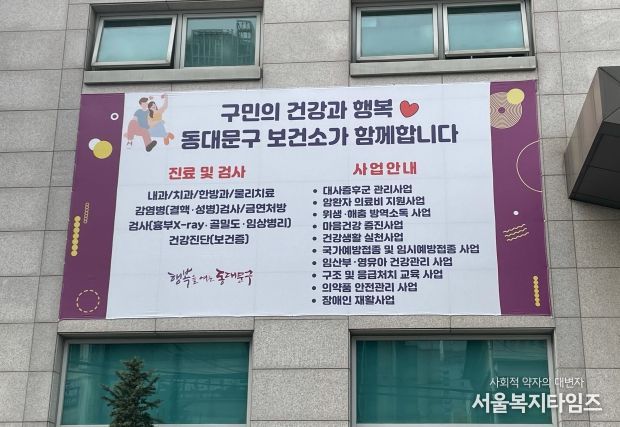 구민의 건강과 행복
동대문구 보건소가 함께합니다
진료 및 검사
내과/치과/한방과/물리치료
감염병(결핵·성병)검사/금연처방
검사(흉부X-ray·골밀도·임상병리)
건강진단(보건증)
행복을 여는 동대문구
사업안내
• 대사증후군 관리사업
• 암환자 의료비 지원사업
• 위생·해충 방역소독 사업
• 마음건강 증진사업
• 건강생활 실천사업
• 국가예방접종 및 임시예방접종 사업
• 임산부·영유아 건강관리 사업
• 구조 및 응급처치 교육 사업
• 의약품 안전관리 사업
• 장애인 재활사업
사회적 약자의 대변자
서울복지타임즈